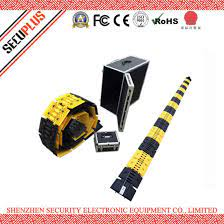 SECUPLUS
CE FC RoHS
SHENZHEN SECURITY ELECTRONIC EQUIPMENT CO., LIMITED